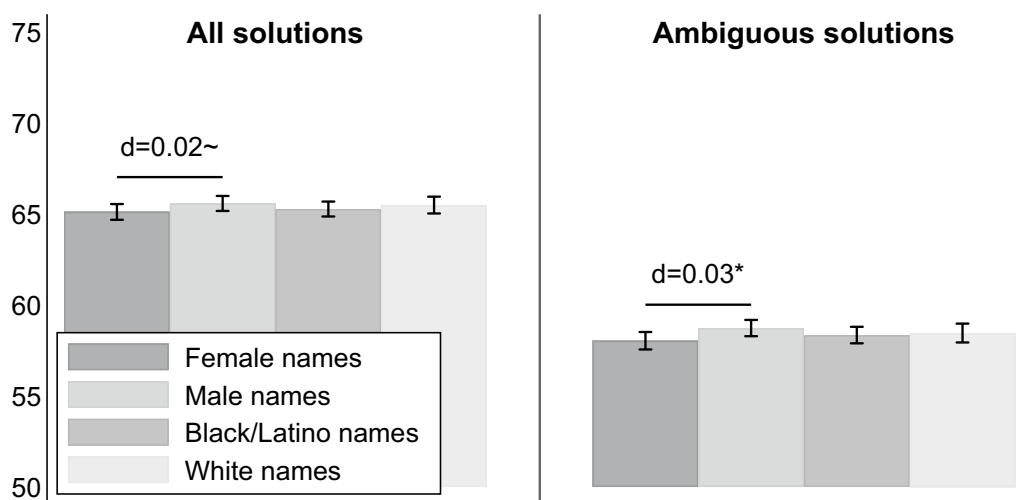 All solutions
Ambiguous solutions
75
70
65
60
55
50
d=0.02~
d=0.03*
Female names
Male names
Black/Latino names
White names